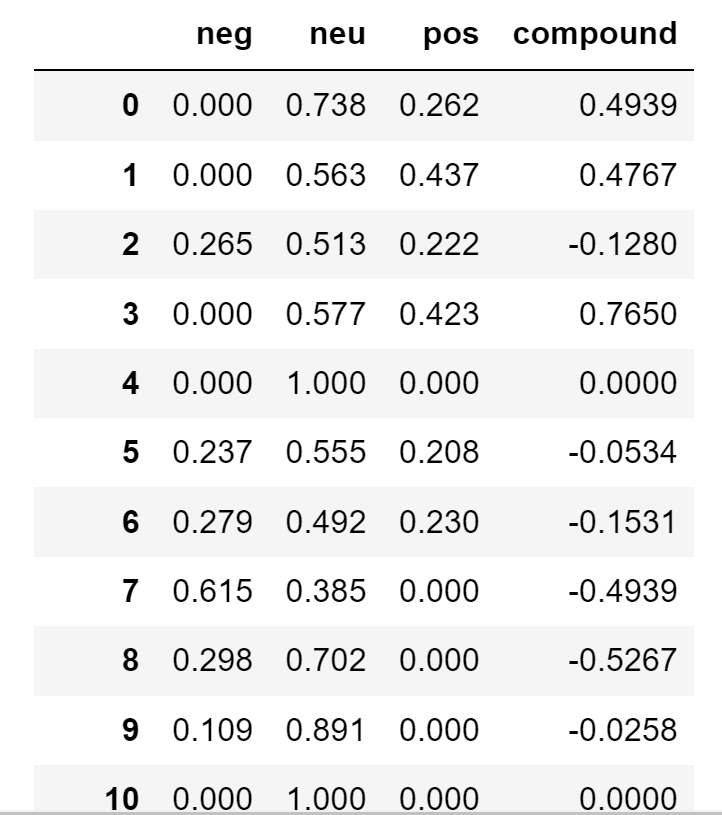 neg neu pos compound
0 0.000 0.738 0.262 0.4939
1 0.000 0.563 0.437 0.4767
2 0.265 0.513 0.222 -0.1280
3 0.000 0.577 0.423 0.7650
4 0.000 1.000 0.000 0.0000
5 0.237 0.555 0.208 -0.0534
6 0.279 0.492 0.230 -0.1531
7 0.615 0.385 0.000 -0.4939
8 0.298 0.702 0.000 -0.5267
9 0.109 0.891 0.000 -0.0258
10 0.000 1.000 0.000 0.0000